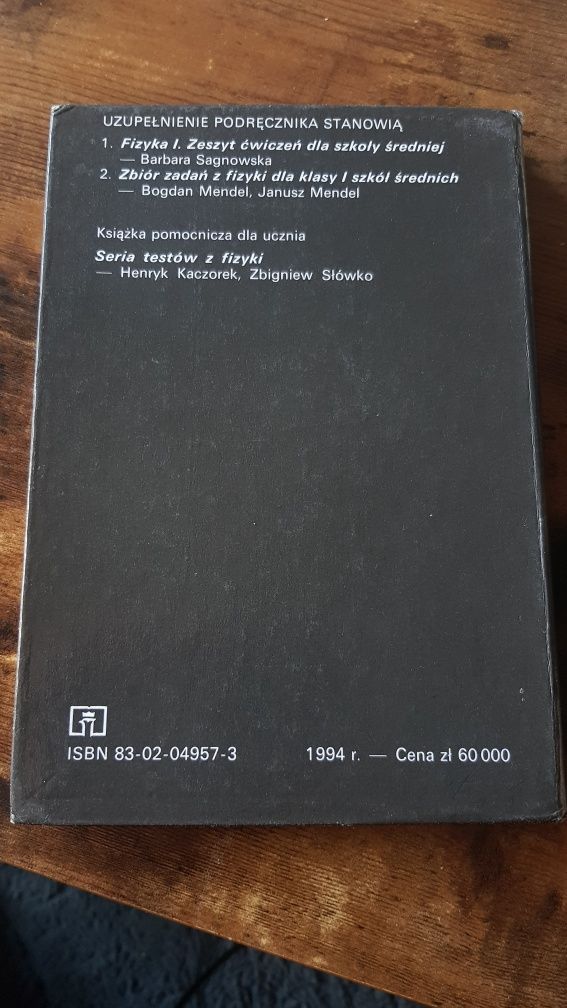 UZUPEŁNIENIE PODRĘCZNIKA STANOWIĄ
1. Fizyka I. Zeszyt ćwiczeń dla szkoły średniej
— Barbara Sagnowska
2. Zbiór zadań z fizyki dla klasy I szkół średnich
— Bogdan Mendel, Janusz Mendel
Książka pomocnicza dla ucznia
Seria testów z fizyki
— Henryk Kaczorek, Zbigniew Słówko
ISBN 83-02-04957-3 1994 r. — Cena zł 60 000